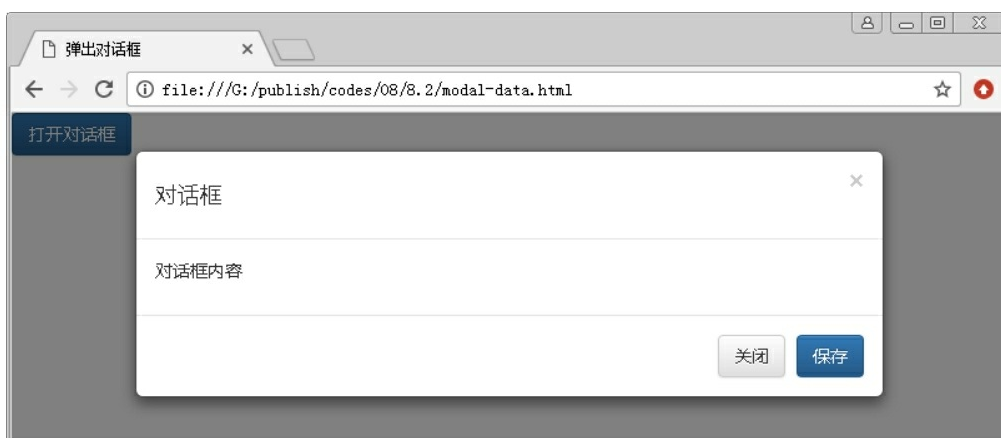 弹出对话框
file:///G:/publish/codes/08/8.2/modal-data.html
打开对话框
对话框
对话框内容
关闭 保存